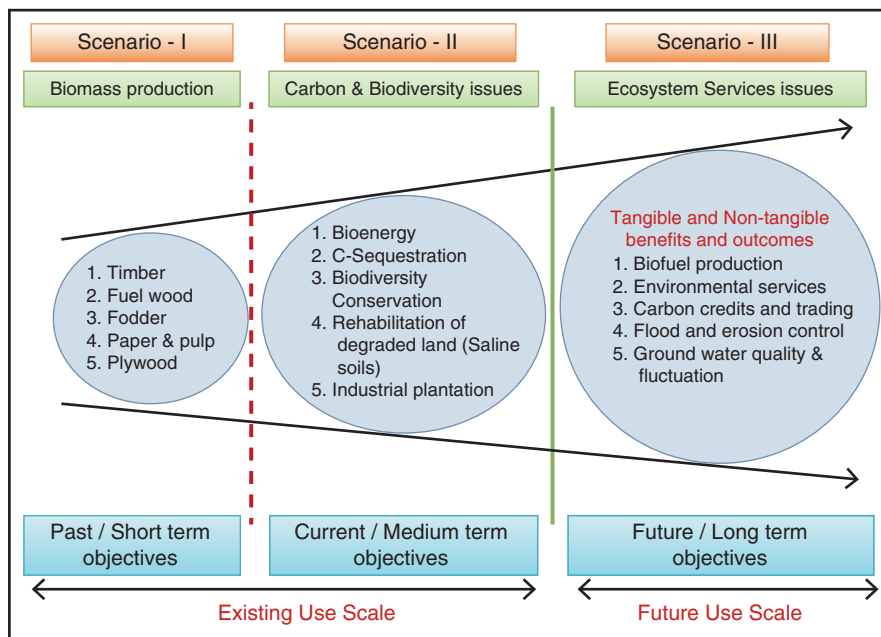 Scenario - I
Scenario - II
Scenario - III
Biomass production
Carbon & Biodiversity issues
Ecosystem Services issues
1. Timber
2. Fuel wood
3. Fodder
4. Paper & pulp
5. Plywood
1. Bioenergy
2. C-Sequestration
3. Biodiversity
Conservation
4. Rehabilitation of
degraded land (Saline
soils)
5. Industrial plantation
Tangible and Non-tangible
benefits and outcomes
1. Biofuel production
2. Environmental services
3. Carbon credits and trading
4. Flood and erosion control
5. Ground water quality &
fluctuation
Past / Short term
objectives
Current / Medium term
objectives
Future / Long term
objectives
Existing Use Scale
Future Use Scale